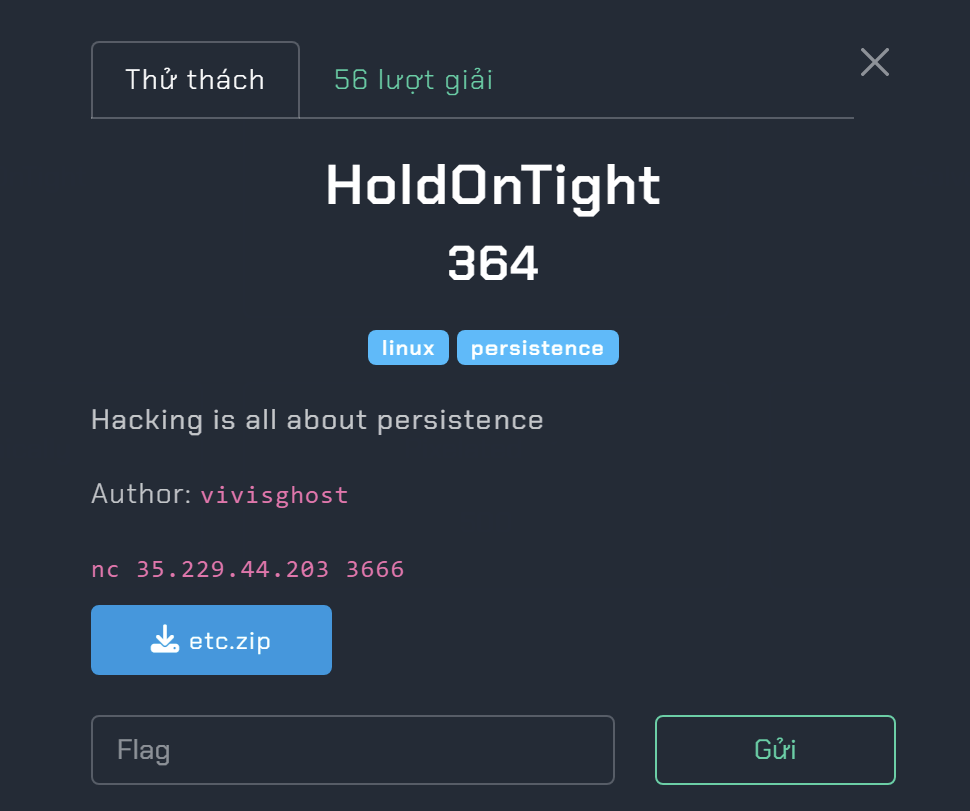 Thử thách
56 lượt giải
HoldOnTight
364
linux persistence
Hacking is all about persistence
Author: vivisghost
nc 35.229.44.203 3666
etc.zip
Flag
Gửi